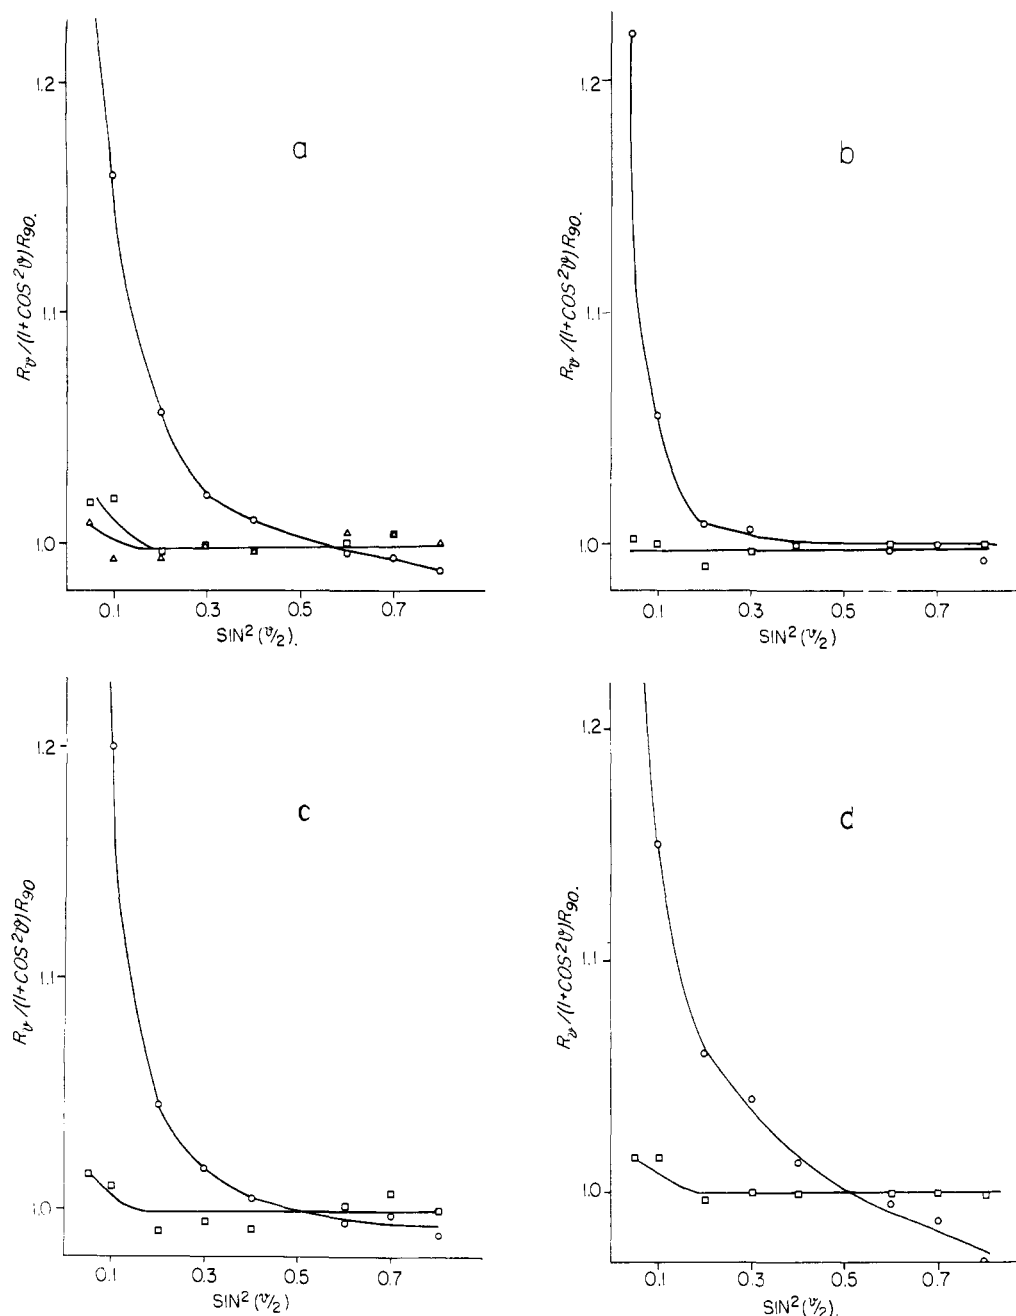 a
1.2
1.1
1.0
R𝜗/(1+COS²𝜗)R90.
0.1 0.3 0.5 0.7
SIN²(𝜗/2).
b
1.2
1.1
1.0
R𝜗/(1+COS²𝜗)R90.
0.1 0.3 0.5 0.7
SIN²(𝜗/2)
c
1.2
1.1
1.0
R𝜗/(1+COS²𝜗)R90
0.1 0.3 0.5 0.7
SIN²(𝜗/2)
d
1.2
1.1
1.0
R𝜗/(1+COS²𝜗)R90.
0.1 0.3 0.5 0.7
SIN²(𝜗/2).